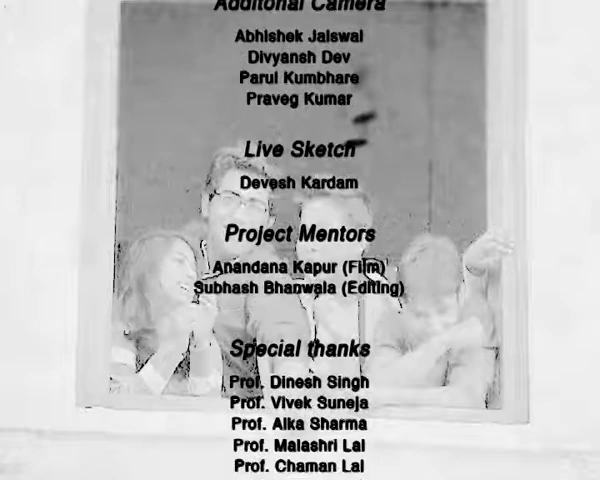 Additonal Camera
Abhishek Jaiswal
Divyansh Dev
Parul Kumbhare
Praveg Kumar
Live Sketch
Devesh Kardam
Project Mentors
Anandana Kapur (Film)
Subhash Bhanwala (Editing)
Special thanks
Prof. Dinesh Singh
Prof. Vivek Suneja
Prof. Alka Sharma
Prof. Malashri Lal
Prof. Chaman Lal